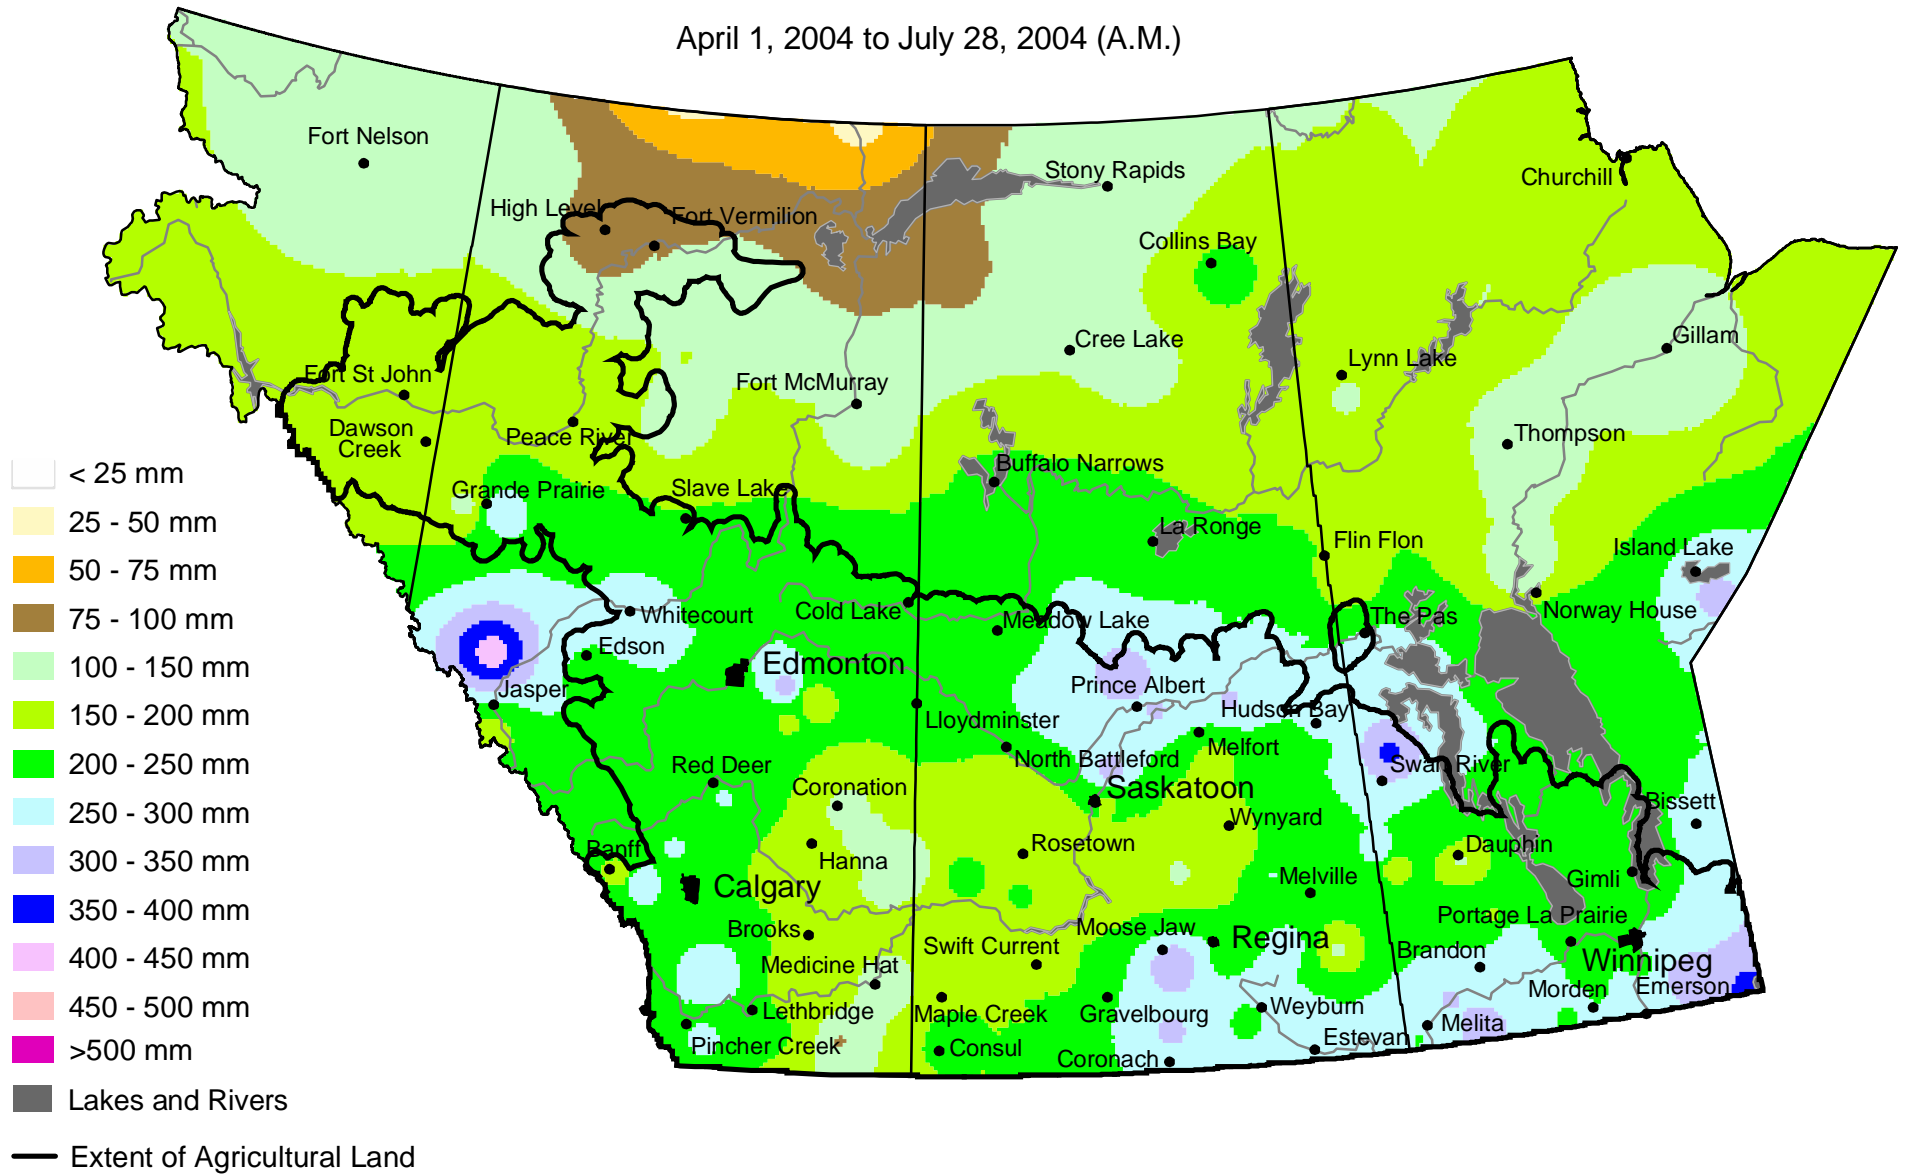 April 1, 2004 to July 28, 2004 (A.M.)
Fort Nelson
Stony Rapids
Churchill
High Level
Fort Vermilion
Collins Bay
Cree Lake
Gillam
Lynn Lake
Fort St John
Fort McMurray
Dawson
Creek
Peace River
Thompson
Buffalo Narrows
Grande Prairie
Slave Lake
La Ronge
Flin Flon
Island Lake
Whitecourt
Cold Lake
Meadow Lake
The Pas
Norway House
Edson
Edmonton
Jasper
Prince Albert
Lloydminster
Hudson Bay
Melfort
North Battleford
Red Deer
Coronation
Saskatoon
Swan River
Bissett
Wynyard
Banff
Hanna
Rosetown
Dauphin
Calgary
Melville
Gimli
Brooks
Swift Current
Moose Jaw
Regina
Portage La Prairie
Brandon
Winnipeg
Medicine Hat
Lethbridge
Maple Creek
Gravelbourg
Weyburn
Morden
Emerson
Pincher Creek
Consul
Coronach
Estevan
Melita
< 25 mm
25 - 50 mm
50 - 75 mm
75 - 100 mm
100 - 150 mm
150 - 200 mm
200 - 250 mm
250 - 300 mm
300 - 350 mm
350 - 400 mm
400 - 450 mm
450 - 500 mm
>500 mm
Lakes and Rivers
Extent of Agricultural Land